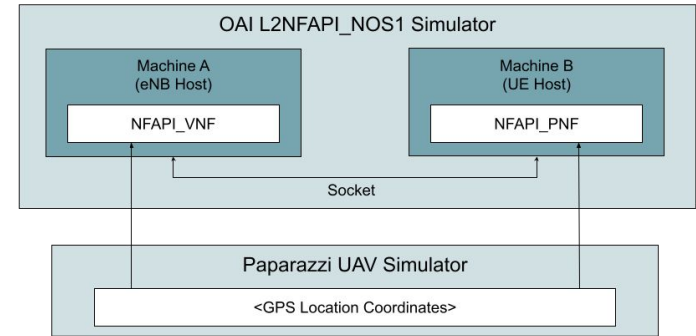 OAI L2NFAPI_NOS1 Simulator
Machine A
(eNB Host)
NFAPI_VNF
Machine B
(UE Host)
NFAPI_PNF
Socket
Paparazzi UAV Simulator
<GPS Location Coordinates>